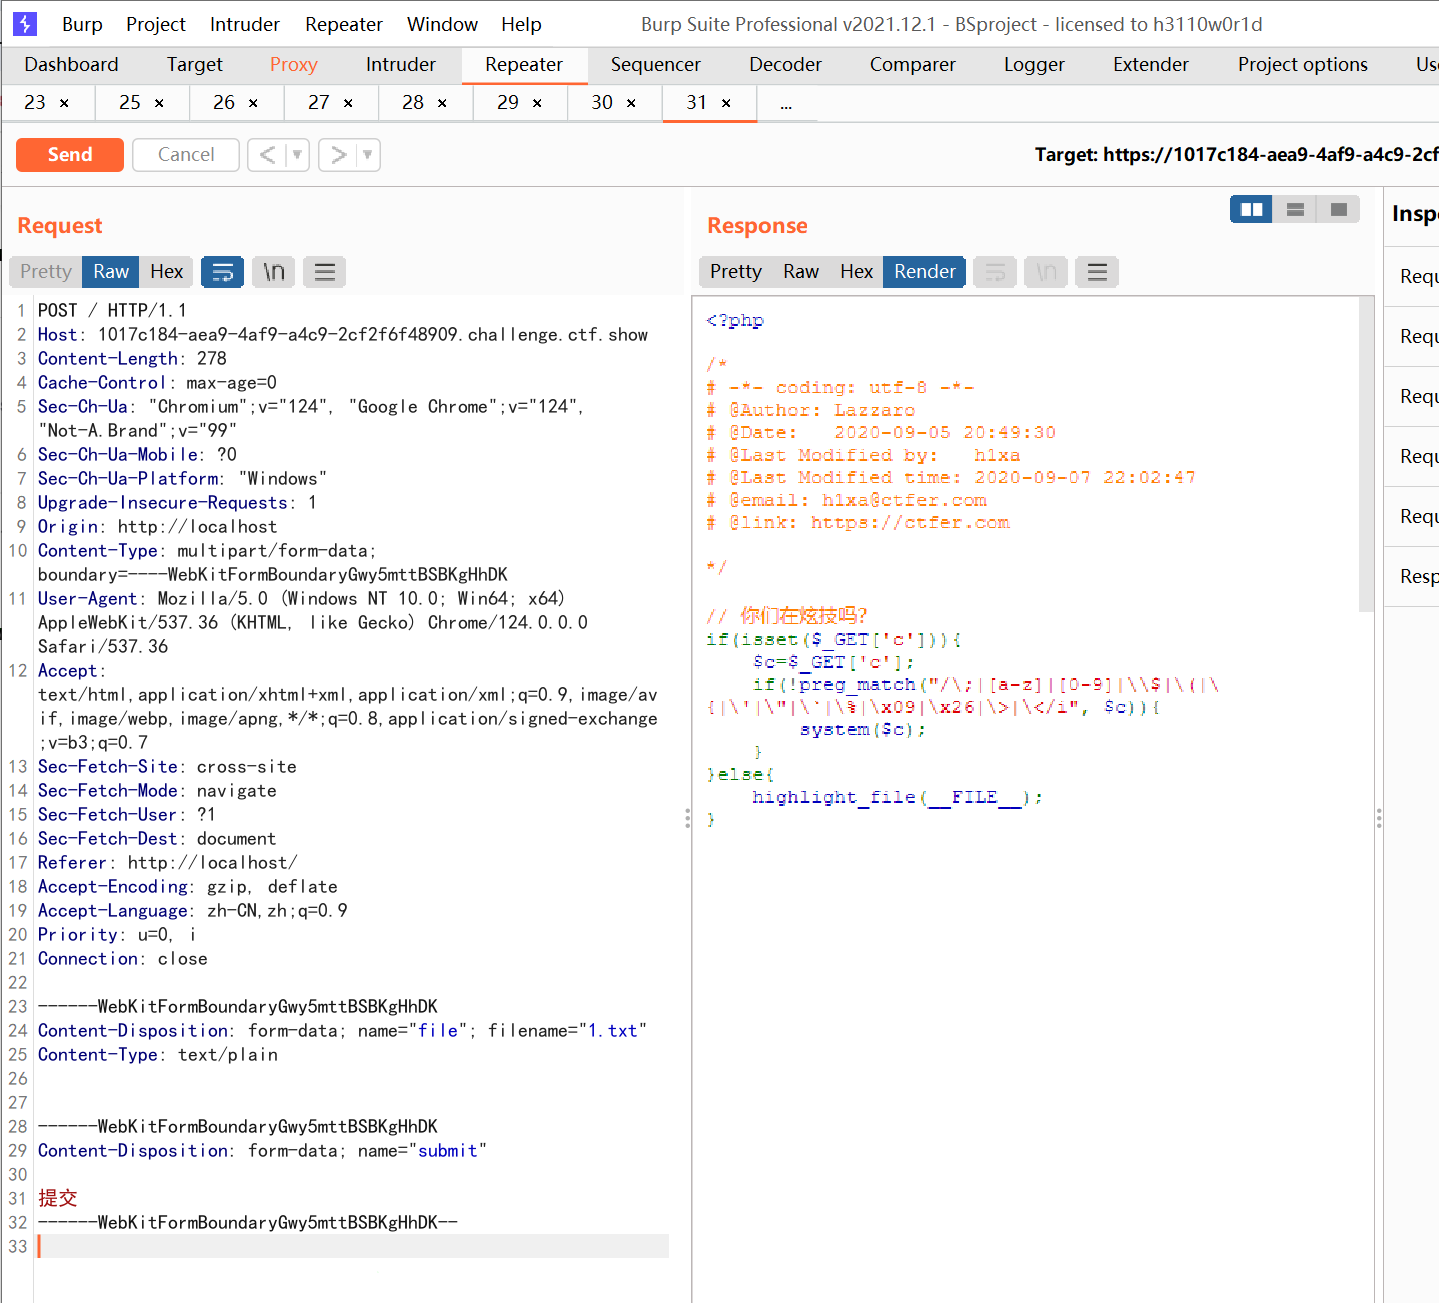 Burp Project Intruder Repeater Window Help Burp Suite Professional v2021.12.1 - BSproject - licensed to h3110w0r1d
Dashboard Target Proxy Intruder Repeater Sequencer Decoder Comparer Logger Extender Project options Us
23 × 25 × 26 × 27 × 28 × 29 × 30 × 31 × ...
Send Cancel < > Target: https://1017c184-aea9-4af9-a4c9-2cf
Request
Pretty Raw Hex \n
1 POST / HTTP/1.1
2 Host: 1017c184-aea9-4af9-a4c9-2cf2f6f48909.challenge.ctf.show
3 Content-Length: 278
4 Cache-Control: max-age=0
5 Sec-Ch-Ua: "Chromium";v="124", "Google Chrome";v="124",
"Not-A.Brand";v="99"
6 Sec-Ch-Ua-Mobile: ?0
7 Sec-Ch-Ua-Platform: "Windows"
8 Upgrade-Insecure-Requests: 1
9 Origin: http://localhost
10 Content-Type: multipart/form-data;
boundary=----WebKitFormBoundaryGwy5mttBSBKgHhDK
11 User-Agent: Mozilla/5.0 (Windows NT 10.0; Win64; x64)
AppleWebKit/537.36 (KHTML, like Gecko) Chrome/124.0.0.0
Safari/537.36
12 Accept:
text/html,application/xhtml+xml,application/xml;q=0.9,image/av
if,image/webp,image/apng,*/*;q=0.8,application/signed-exchange
;v=b3;q=0.7
13 Sec-Fetch-Site: cross-site
14 Sec-Fetch-Mode: navigate
15 Sec-Fetch-User: ?1
16 Sec-Fetch-Dest: document
17 Referer: http://localhost/
18 Accept-Encoding: gzip, deflate
19 Accept-Language: zh-CN,zh;q=0.9
20 Priority: u=0, i
21 Connection: close
22
23 ------WebKitFormBoundaryGwy5mttBSBKgHhDK
24 Content-Disposition: form-data; name="file"; filename="1.txt"
25 Content-Type: text/plain
26
27
28 ------WebKitFormBoundaryGwy5mttBSBKgHhDK
29 Content-Disposition: form-data; name="submit"
30
31 提交
32 ------WebKitFormBoundaryGwy5mttBSBKgHhDK--
33
Response
Pretty Raw Hex Render \n
<?php
/*
# -*- coding: utf-8 -*-
# @Author: Lazzaro
# @Date: 2020-09-05 20:49:30
# @Last Modified by: h1xa
# @Last Modified time: 2020-09-07 22:02:47
# @email: h1xa@ctfer.com
# @link: https://ctfer.com
*/
// 你们在炫技吗?
if(isset($_GET['c'])){
$c=$_GET['c'];
if(!preg_match("/\;|[a-z]|[0-9]|\\$|\(|\
{|\'|\"|\`|\%|\x09|\x26|\>|\</i", $c)){
system($c);
}
}else{
highlight_file(__FILE__);
}
Insp
Requ
Requ
Requ
Requ
Requ
Resp